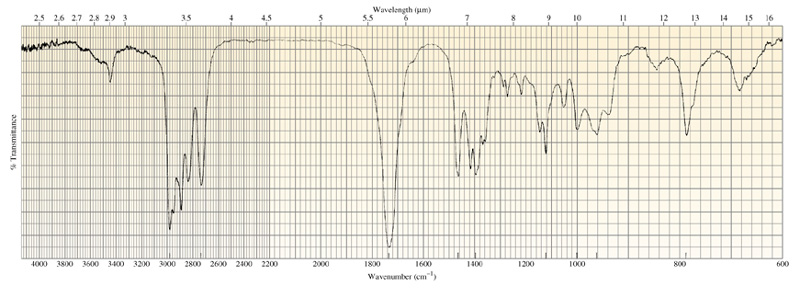 Wavelength (μm)
2.5 2.6 2.7 2.8 2.9 3 3.5 4 4.5 5 5.5 6 7 8 9 10 11 12 13 14 15 16
% Transmittance
4000 3800 3600 3400 3200 3000 2800 2600 2400 2200 2000 1800 1600 1400 1200 1000 800 600
Wavenumber (cm⁻¹)